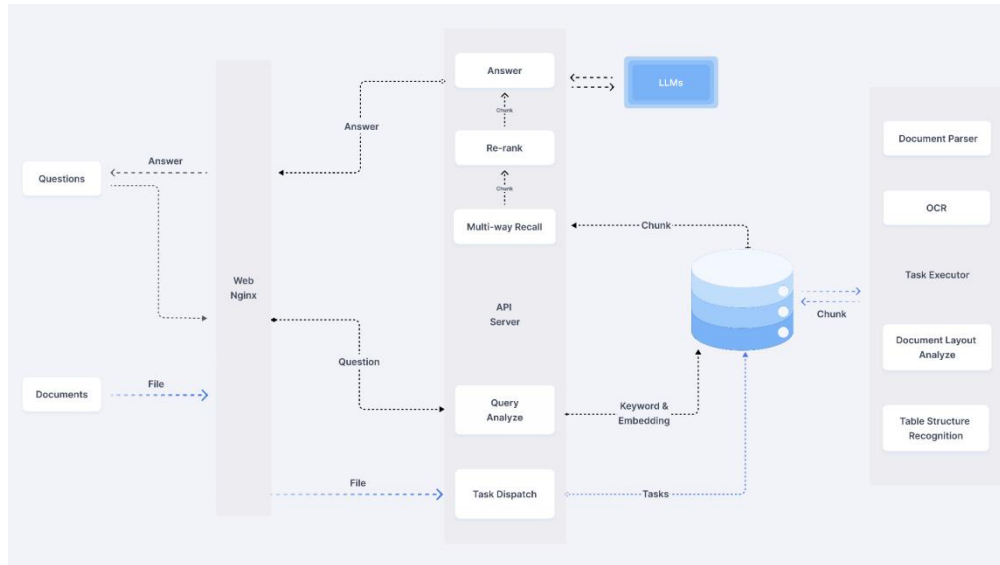 Questions
Documents
Answer
File
Web
Nginx
Answer
Question
File
Answer
Chunk
Re-rank
Chunk
Multi-way Recall
API
Server
Query
Analyze
Task Dispatch
LLMs
Chunk
Keyword &
Embedding
Tasks
Chunk
Document Parser
OCR
Task Executor
Document Layout
Analyze
Table Structure
Recognition